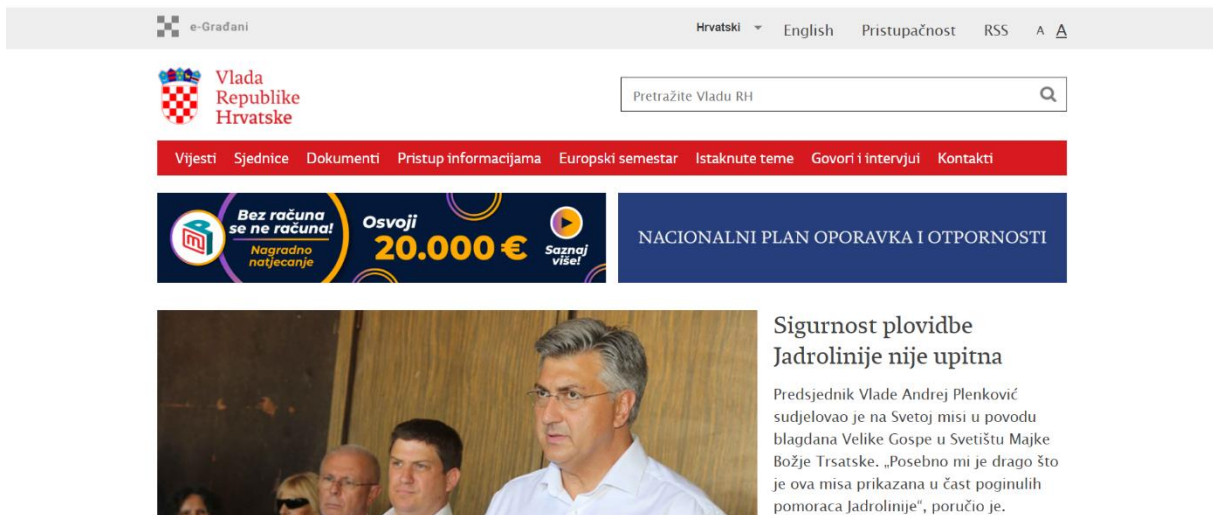 e-Građani
Hrvatski English Pristupačnost RSS A A
Vlada
Republike
Hrvatske
Pretražite Vladu RH
Vijesti Sjednice Dokumenti Pristup informacijama Europski semestar Istaknute teme Govori i intervjui Kontakti
Bez računa
se ne računa!
Nagradno
natjecanje
Osvoji
20.000 €
Saznaj
više!
NACIONALNI PLAN OPORAVKA I OTPORNOSTI
Sigurnost plovidbe
Jadrolinije nije upitna
Predsjednik Vlade Andrej Plenković
sudjelovao je na Svetoj misi u povodu
blagdana Velike Gospe u Svetištu Majke
Božje Trsatske. „Posebno mi je drago što
je ova misa prikazana u čast poginulih
pomoraca Jadrolinije", poručio je.